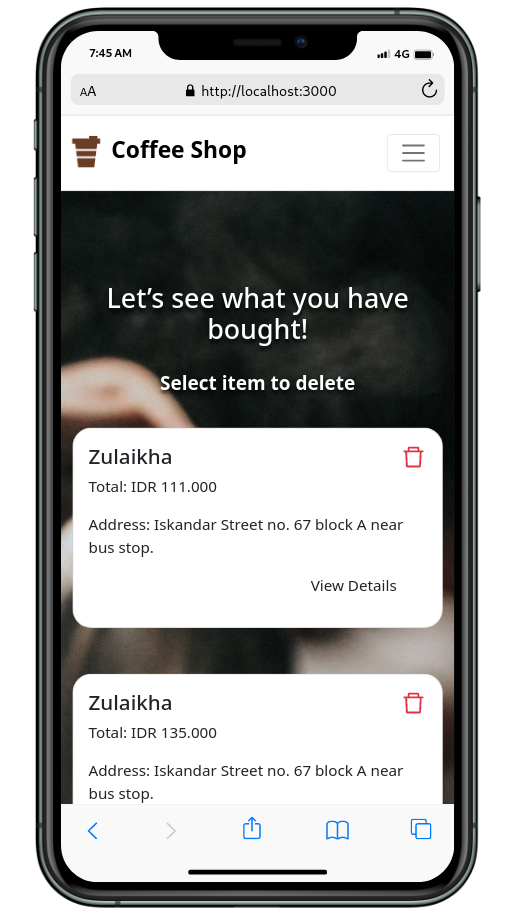 7:45 AM
4G
AA
http://localhost:3000
Coffee Shop
Let’s see what you have
bought!
Select item to delete
Zulaikha
Total: IDR 111.000
Address: Iskandar Street no. 67 block A near
bus stop.
View Details
Zulaikha
Total: IDR 135.000
Address: Iskandar Street no. 67 block A near
bus stop.